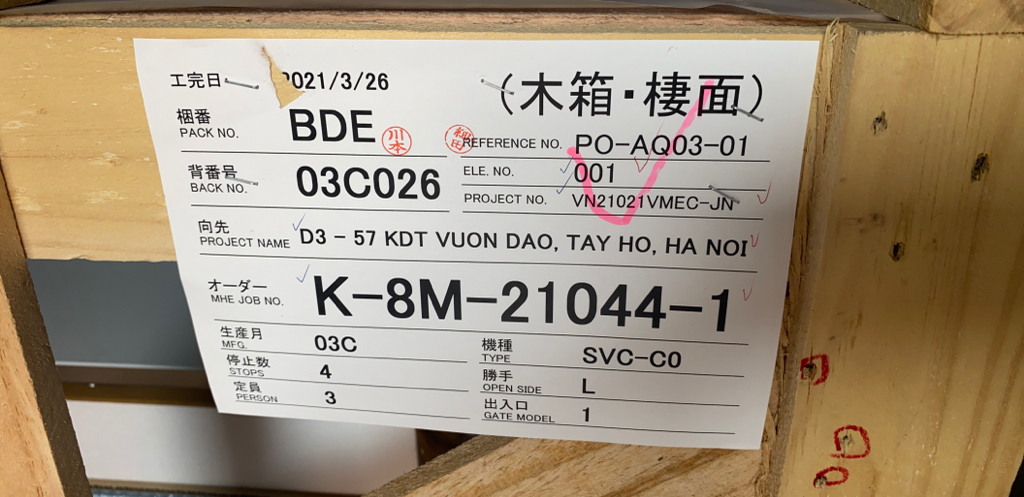 工完日 2021/3/26
(木箱・棲面)
梱番 PACK NO. BDE
川本
REFERENCE NO. PO-AQ03-01
ELE. NO. 001
背番号 BACK NO. 03C026
PROJECT NO. VN21021VMEC-JN
向先 PROJECT NAME D3 - 57 KDT VUON DAO, TAY HO, HA NOI
オーダー MHE JOB NO. K-8M-21044-1
生産月 MFG. 03C
機種 TYPE SVC-C0
停止数 STOPS 4
勝手 OPEN SIDE L
定員 PERSON 3
出入口 GATE MODEL 1